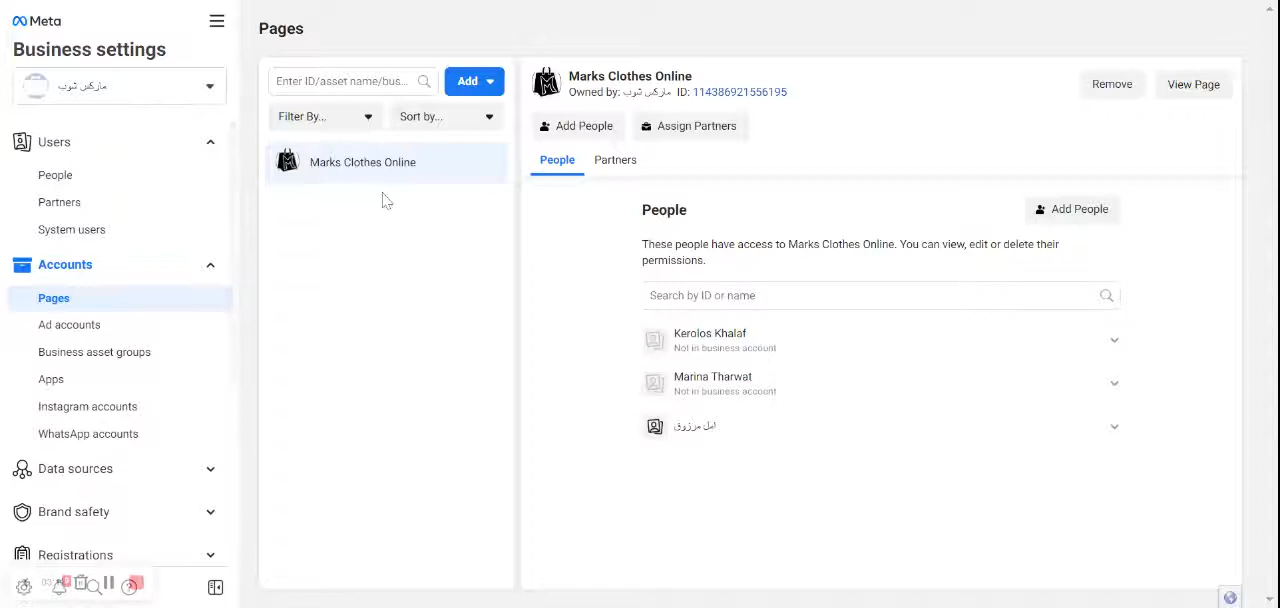 Meta
Business settings
ماركس توب
Users
People
Partners
System users
Accounts
Pages
Ad accounts
Business asset groups
Apps
Instagram accounts
WhatsApp accounts
Data sources
Brand safety
Registrations
Pages
Enter ID/asset name/bus...
Add
Filter By...
Sort by...
Marks Clothes Online
Marks Clothes Online
Owned by: ماركس توب ID: 114386921556195
Remove
View Page
Add People
Assign Partners
People
Partners
People
Add People
These people have access to Marks Clothes Online. You can view, edit or delete their
permissions.
Search by ID or name
Kerolos Khalaf
Not in business account
Marina Tharwat
Not in business account
امل مرزوق